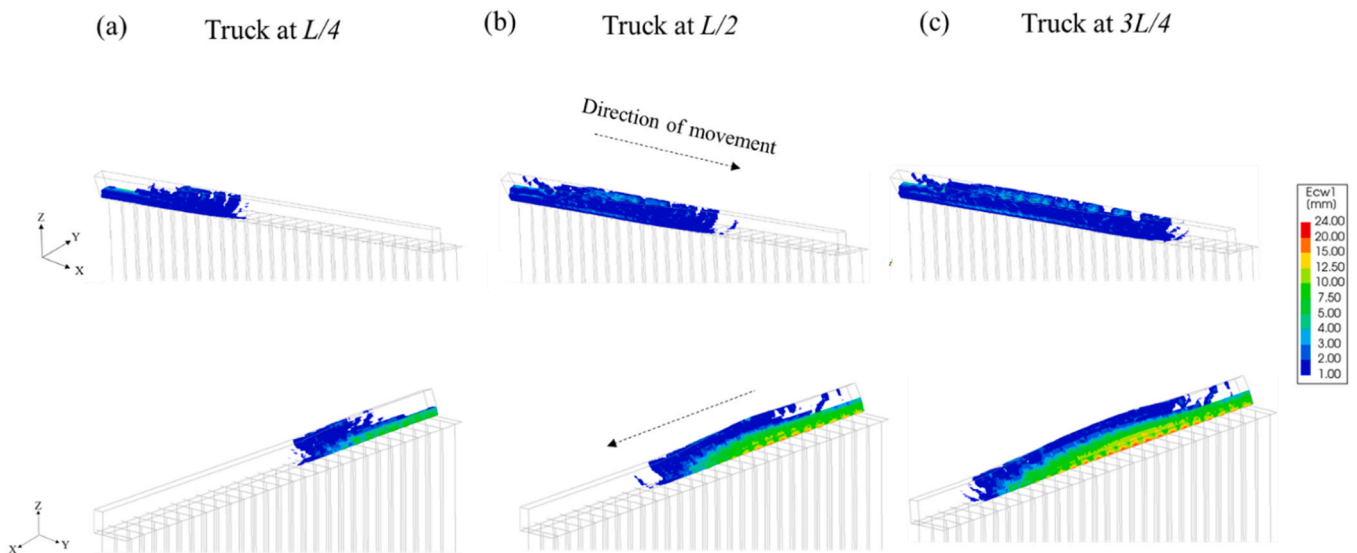 (a) Truck at L/4
(b) Truck at L/2
(c) Truck at 3L/4
Direction of movement
Z
Y
X
Ecw1
(mm)
24.00
20.00
15.00
12.50
10.00
7.50
5.00
4.00
3.00
2.00
1.00
Z
X
Y